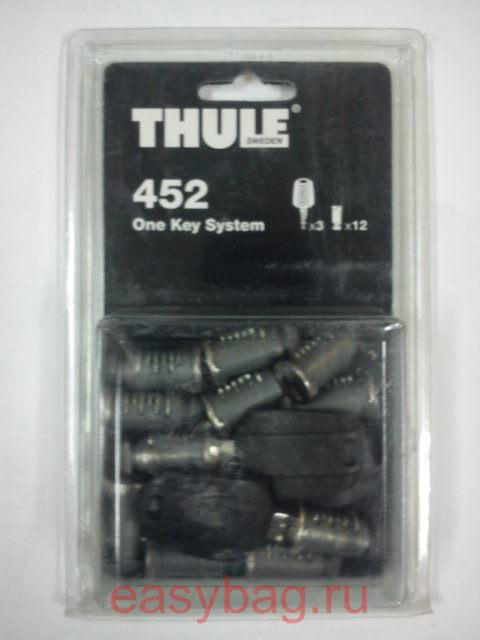 THULE®
SWEDEN
452
One Key System
x3 x12
easybag.ru